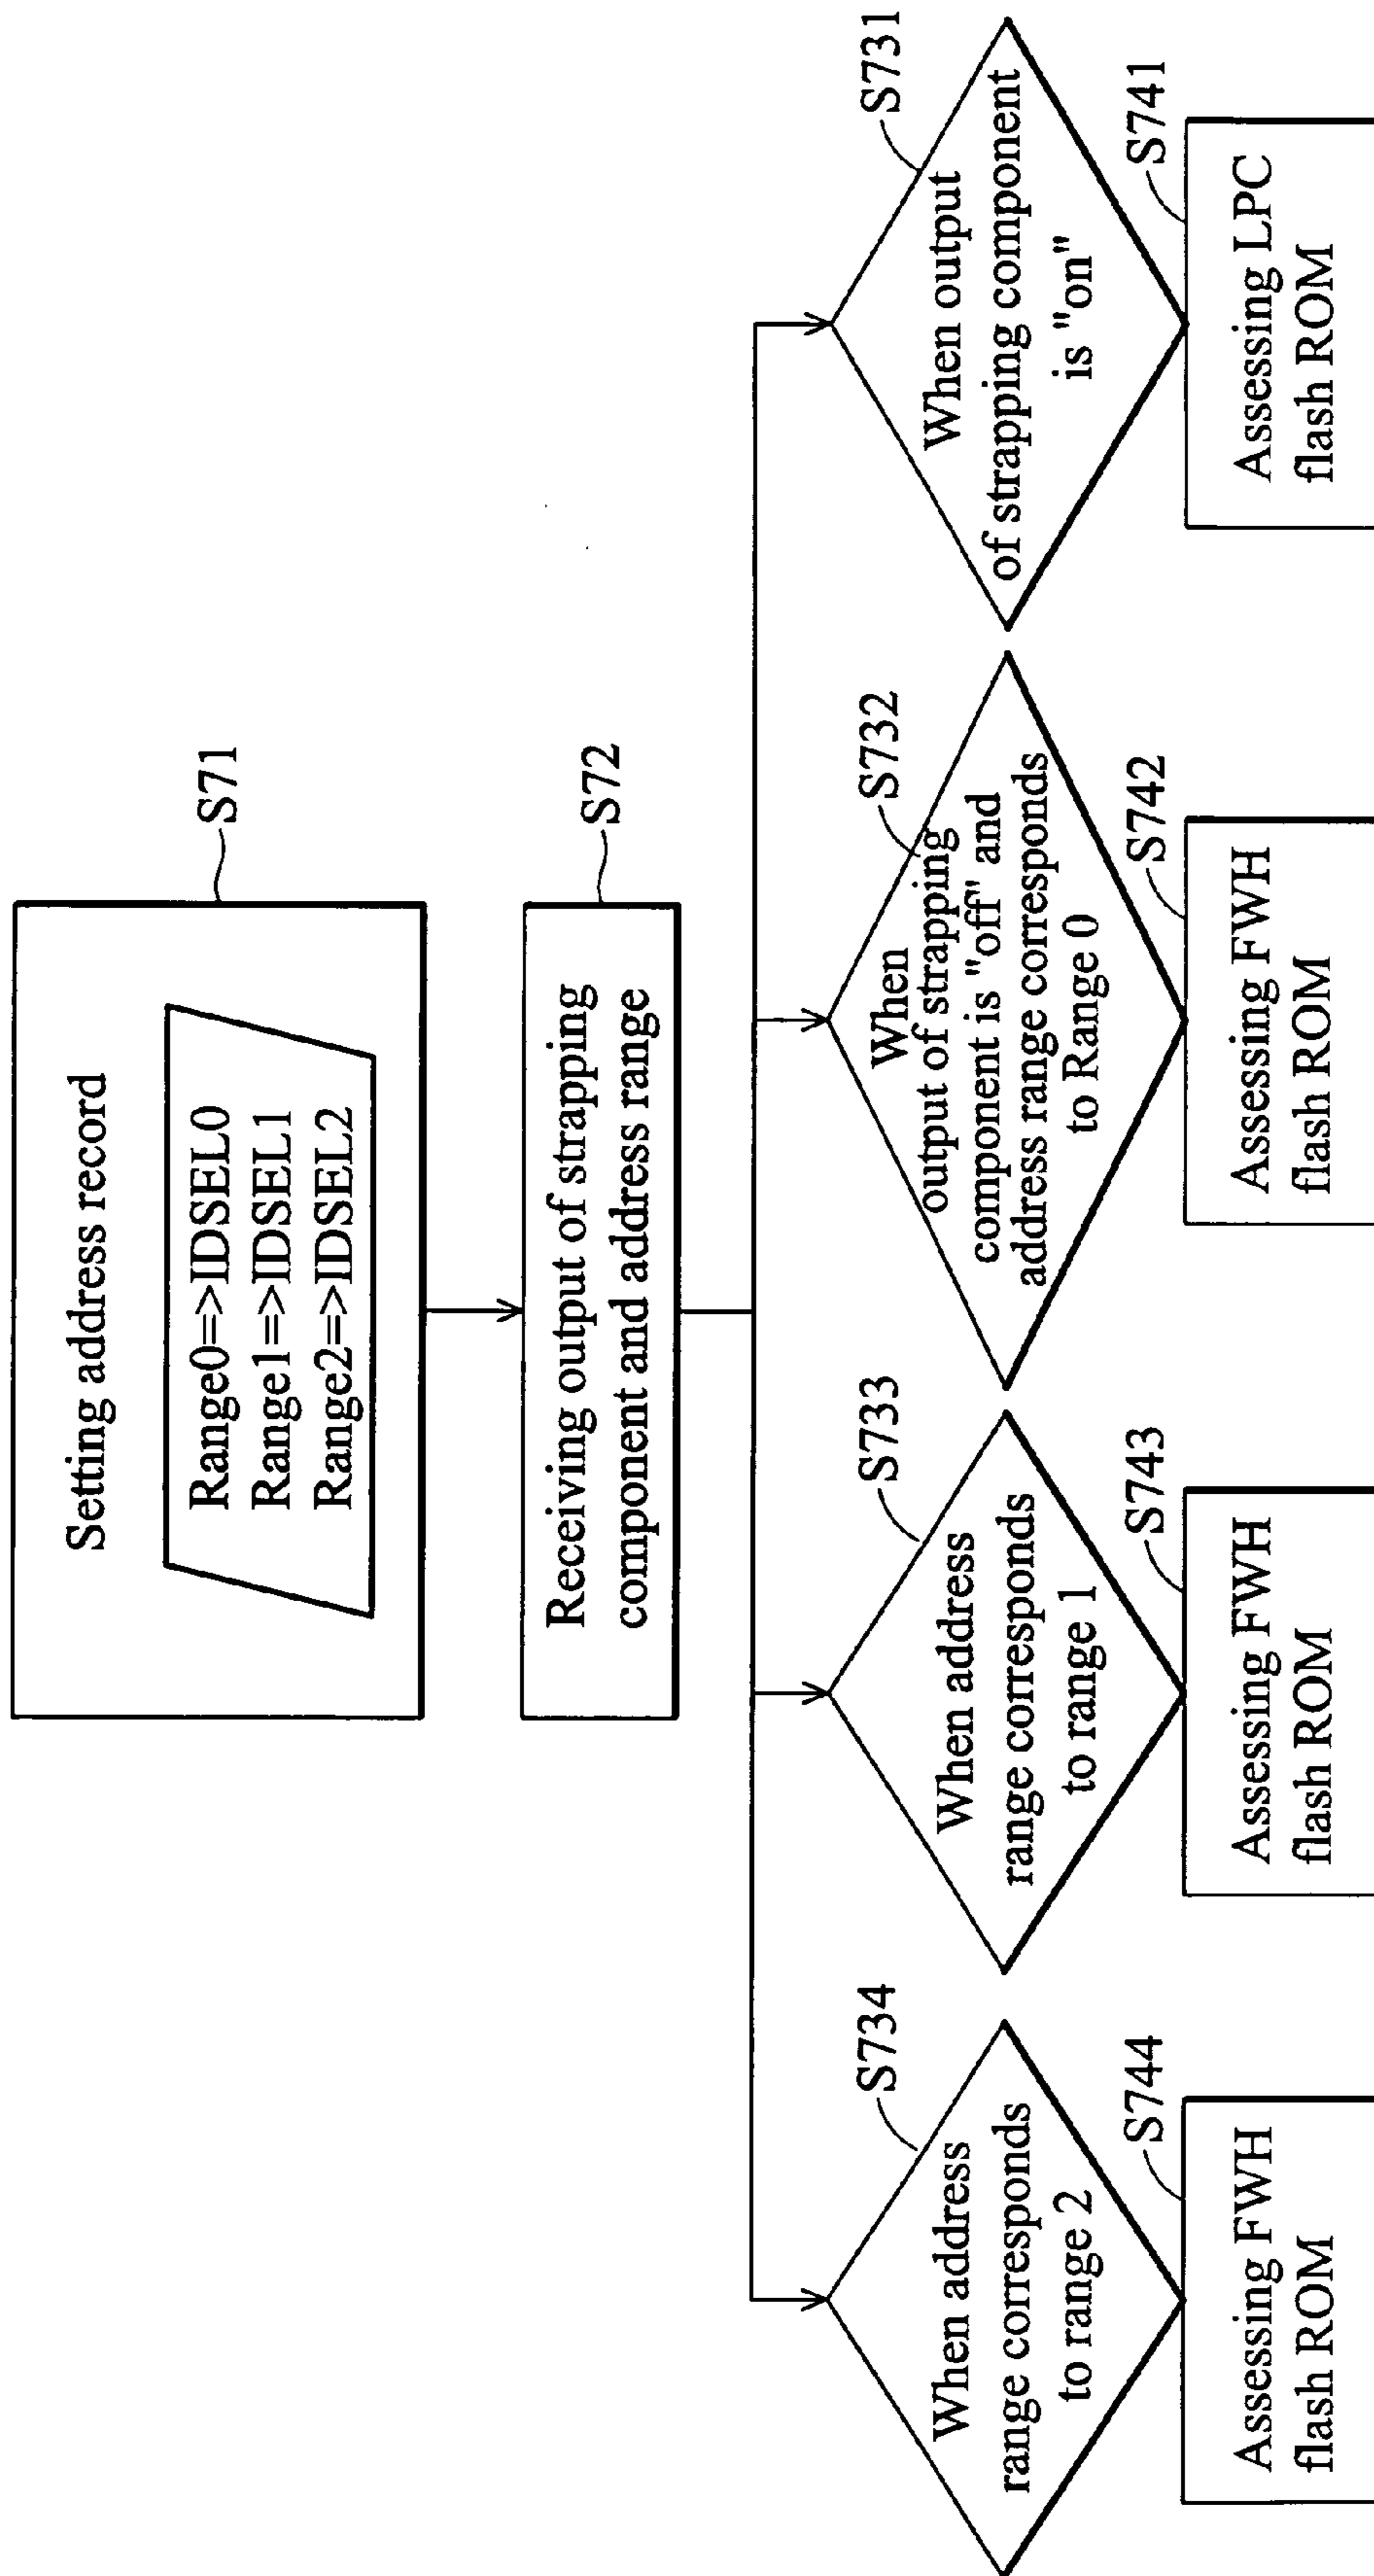 Setting address record
S71
Range0=>IDSEL0
Range1=>IDSEL1
Range2=>IDSEL2
Receiving output of strapping
component and address range
S72
S734
When address
range corresponds
to range 2
S733
When address
range corresponds
to range 1
S732
When
output of strapping
component is "off" and
address range corresponds
to Range 0
S731
When output
of strapping component
is "on"
S744
Assessing FWH
flash ROM
S743
Assessing FWH
flash ROM
S742
Assessing FWH
flash ROM
S741
Assessing LPC
flash ROM